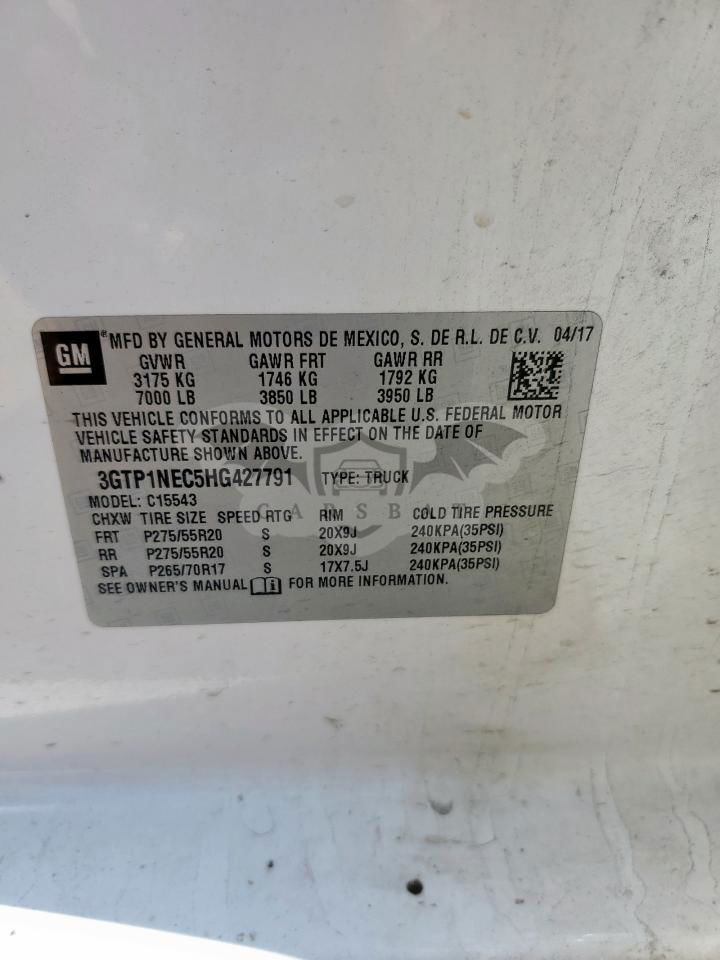 GM ® MFD BY GENERAL MOTORS DE MEXICO, S. DE R.L. DE C.V. 04/17
GVWR GAWR FRT GAWR RR
3175 KG 1746 KG 1792 KG
7000 LB 3850 LB 3950 LB
THIS VEHICLE CONFORMS TO ALL APPLICABLE U.S. FEDERAL MOTOR
VEHICLE SAFETY STANDARDS IN EFFECT ON THE DATE OF
MANUFACTURE SHOWN ABOVE.
3GTP1NEC5HG427791 TYPE: TRUCK
MODEL: C15543
CARSBAT
CHXW TIRE SIZE SPEED RTG RIM COLD TIRE PRESSURE
FRT P275/55R20 S 20X9J 240KPA(35PSI)
RR P275/55R20 S 20X9J 240KPA(35PSI)
SPA P265/70R17 S 17X7.5J 240KPA(35PSI)
SEE OWNER'S MANUAL FOR MORE INFORMATION.